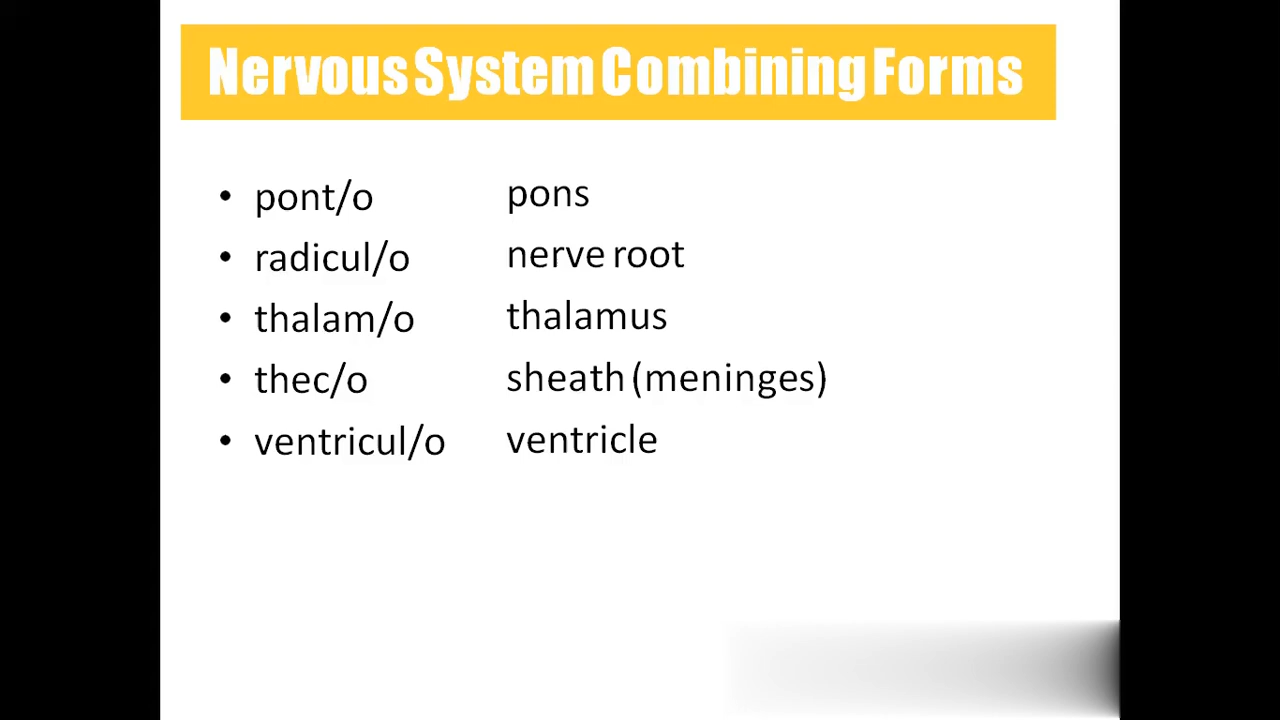 Nervous System Combining Forms
• pont/o pons
• radicul/o nerve root
• thalam/o thalamus
• thec/o sheath (meninges)
• ventricul/o ventricle